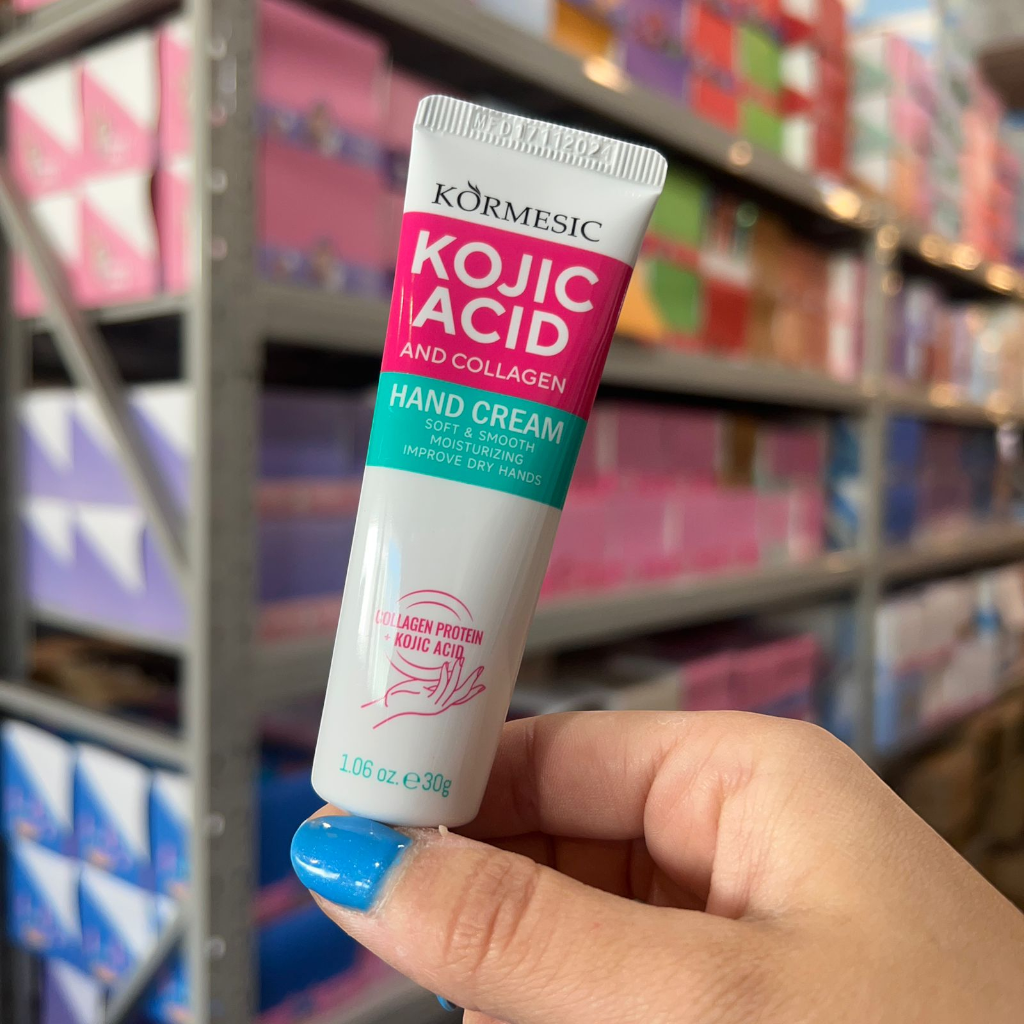 KORMESIC
KOJIC
ACID
AND COLLAGEN
HAND CREAM
SOFT & SMOOTH
MOISTURIZING
IMPROVE DRY HANDS
COLLAGEN PROTEIN
+ KOJIC ACID
1.06 oz. ℮ 30g